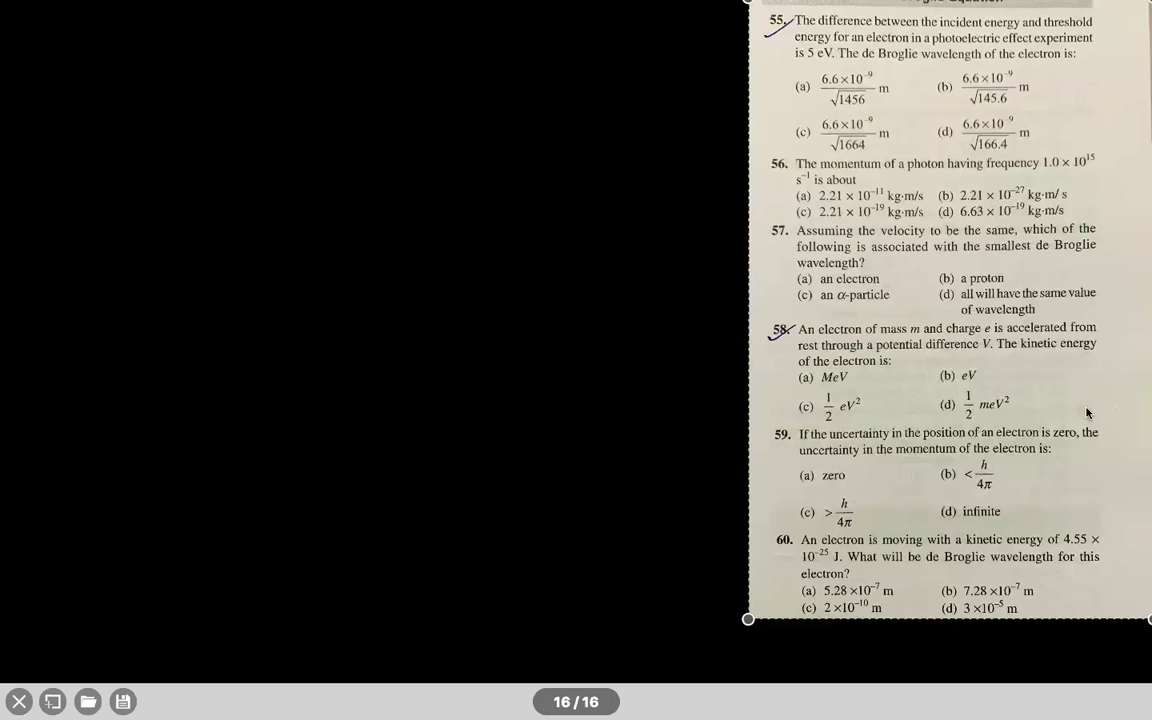 55. The difference between the incident energy and threshold
energy for an electron in a photoelectric effect experiment
is 5 eV. The de Broglie wavelength of the electron is:
(a) 6.6×10⁻⁹/√1456 m (b) 6.6×10⁻⁹/√145.6 m
(c) 6.6×10⁻⁹/√1664 m (d) 6.6×10⁻⁹/√166.4 m
56. The momentum of a photon having frequency 1.0 × 10¹⁵
s⁻¹ is about
(a) 2.21 × 10⁻¹¹ kg·m/s (b) 2.21 × 10⁻²⁷ kg·m/ s
(c) 2.21 × 10⁻¹⁹ kg·m/s (d) 6.63 × 10⁻¹⁹ kg·m/s
57. Assuming the velocity to be the same, which of the
following is associated with the smallest de Broglie
wavelength?
(a) an electron (b) a proton
(c) an α-particle (d) all will have the same value
of wavelength
58. An electron of mass m and charge e is accelerated from
rest through a potential difference V. The kinetic energy
of the electron is:
(a) MeV (b) eV
(c) 1/2 eV² (d) 1/2 meV²
59. If the uncertainty in the position of an electron is zero, the
uncertainty in the momentum of the electron is:
(a) zero (b) < h/4π
(c) > h/4π (d) infinite
60. An electron is moving with a kinetic energy of 4.55 ×
10⁻²⁵ J. What will be de Broglie wavelength for this
electron?
(a) 5.28 ×10⁻⁷ m (b) 7.28 ×10⁻⁷ m
(c) 2 ×10⁻¹⁰ m (d) 3 ×10⁻⁵ m
16 / 16